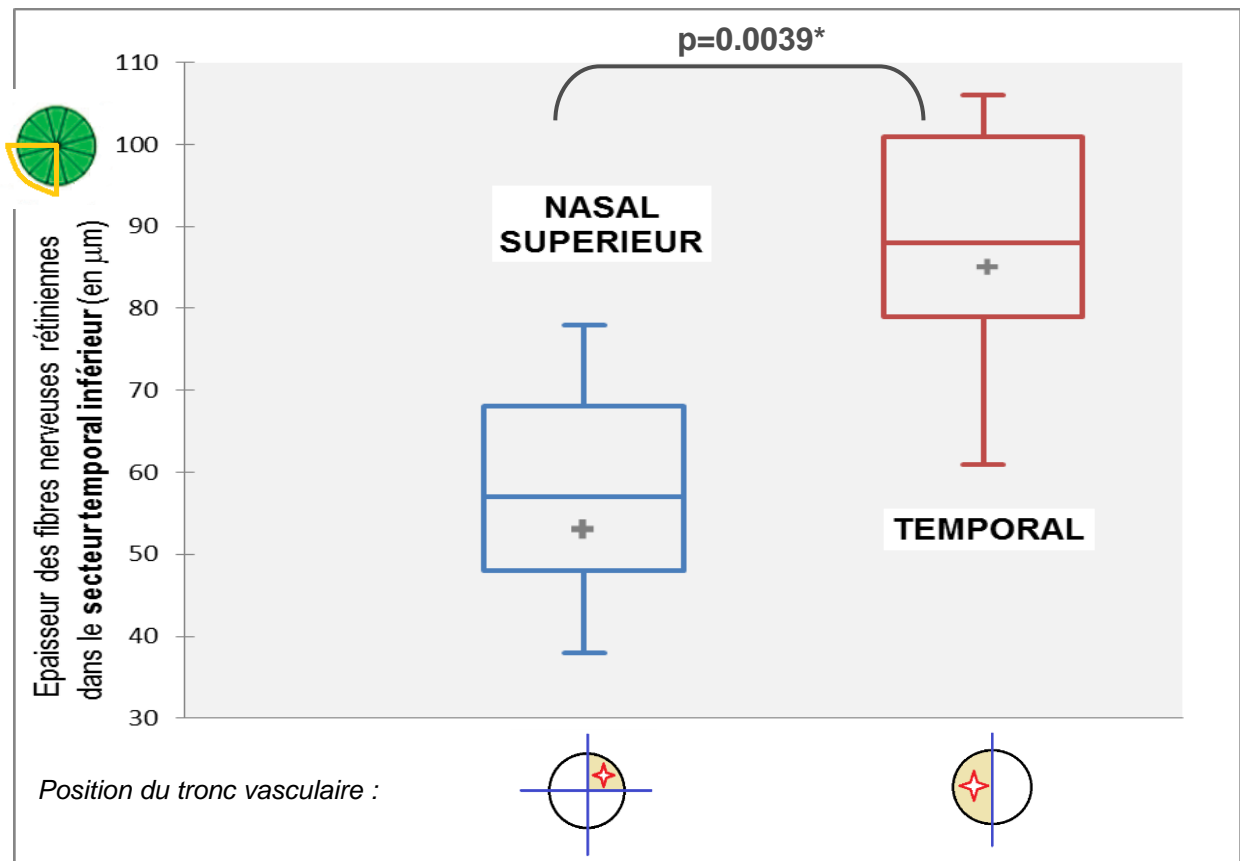 p=0.0039*
110
100
90
80
70
60
50
40
30
Epaisseur des fibres nerveuses rétiniennes
dans le secteur temporal inférieur (en µm)
NASAL
SUPERIEUR
TEMPORAL
Position du tronc vasculaire :